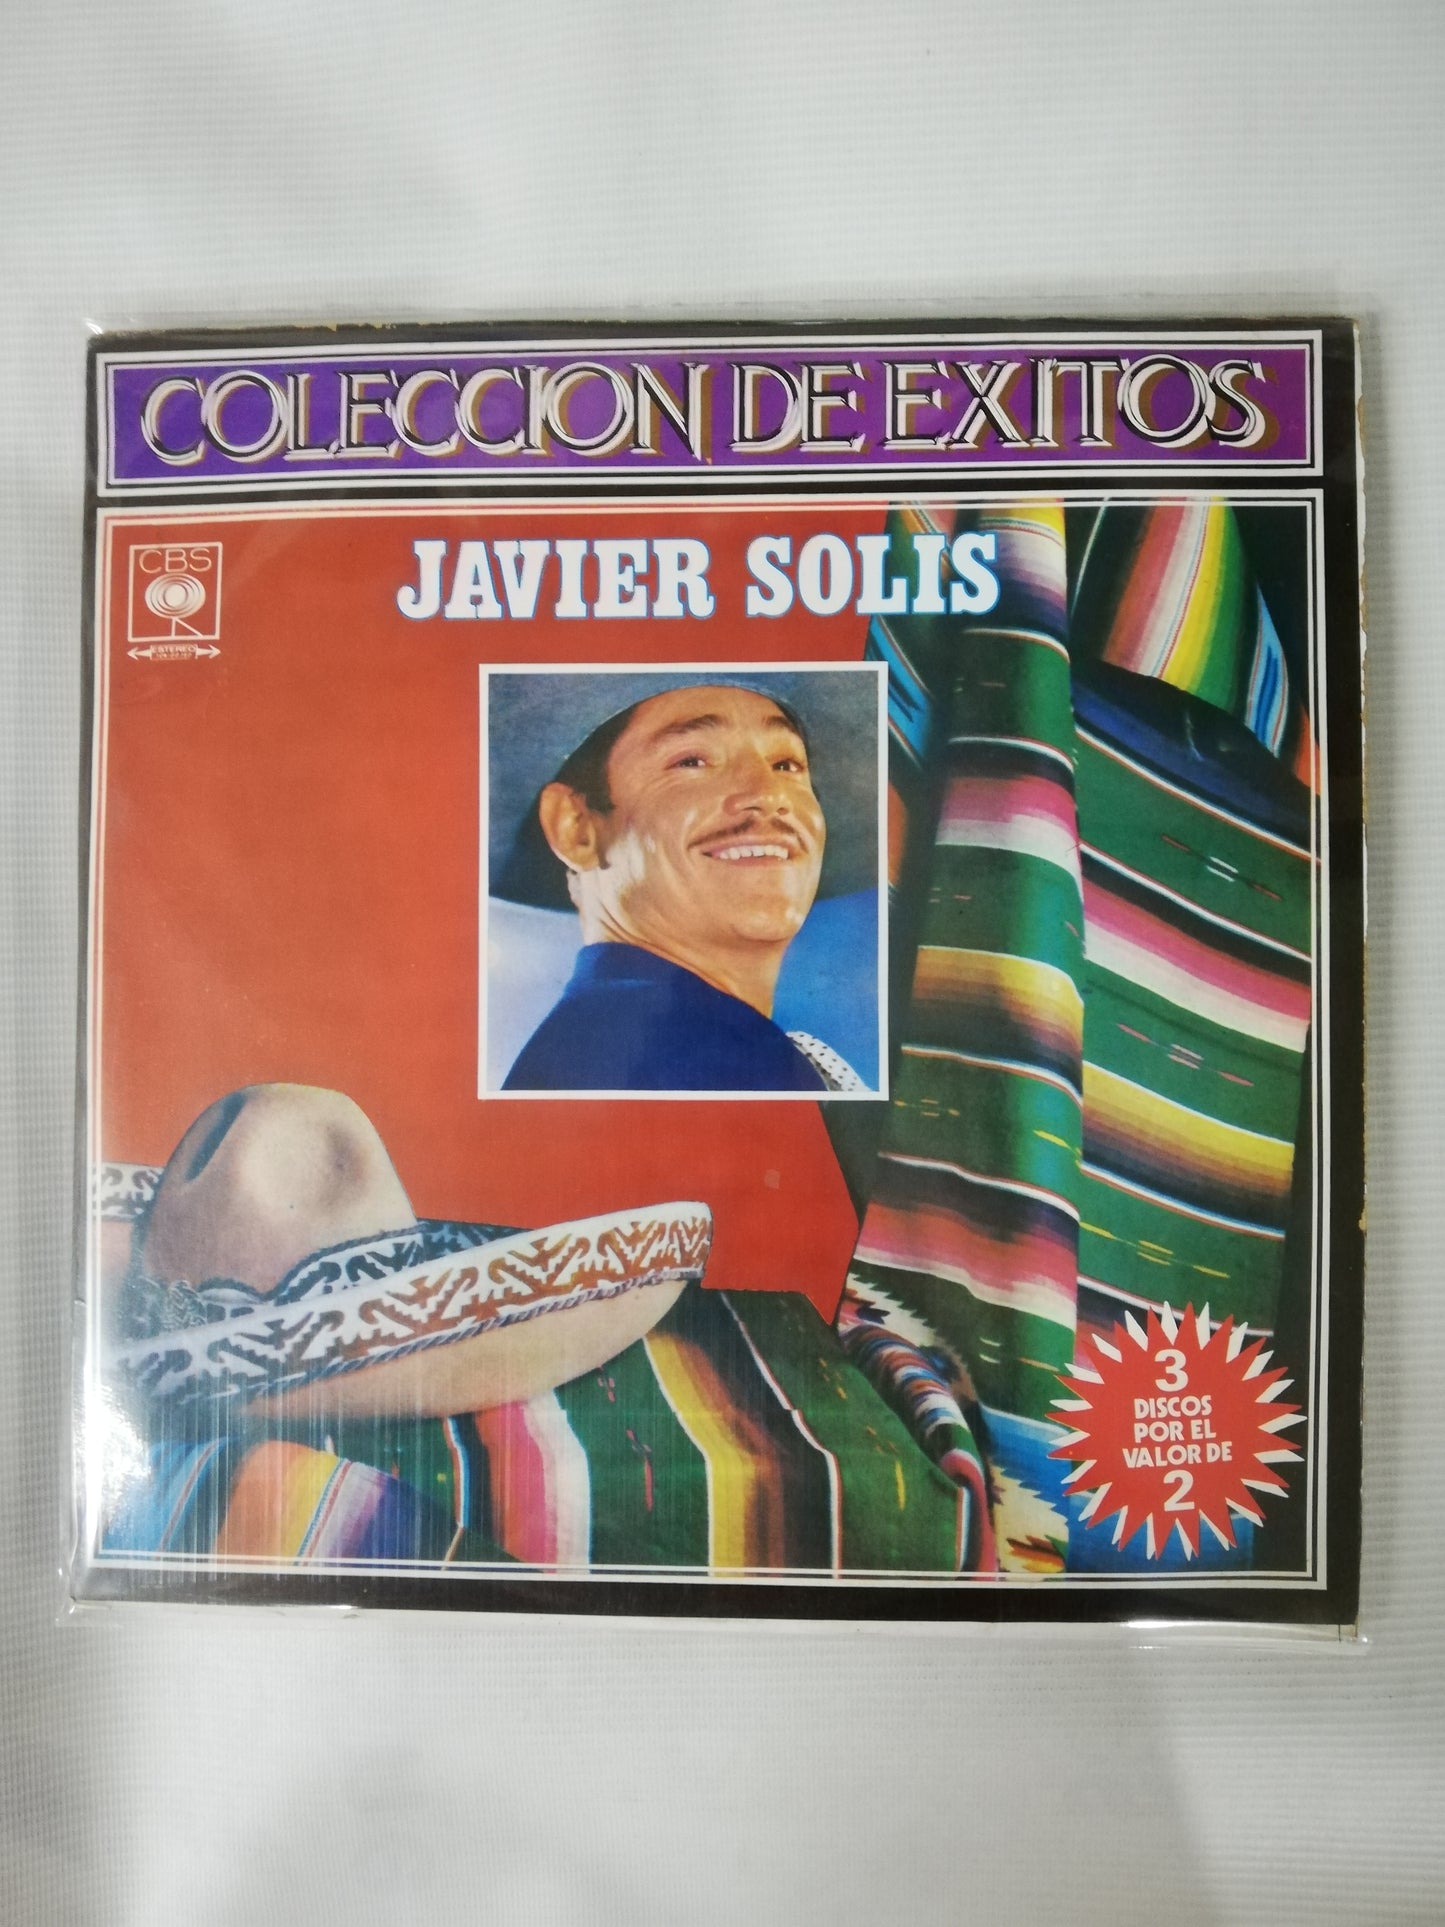 COLECCION DE EXITOS
CBS
ESTEREO
JAVIER SOLIS
3
DISCOS
POR EL
VALOR DE
2